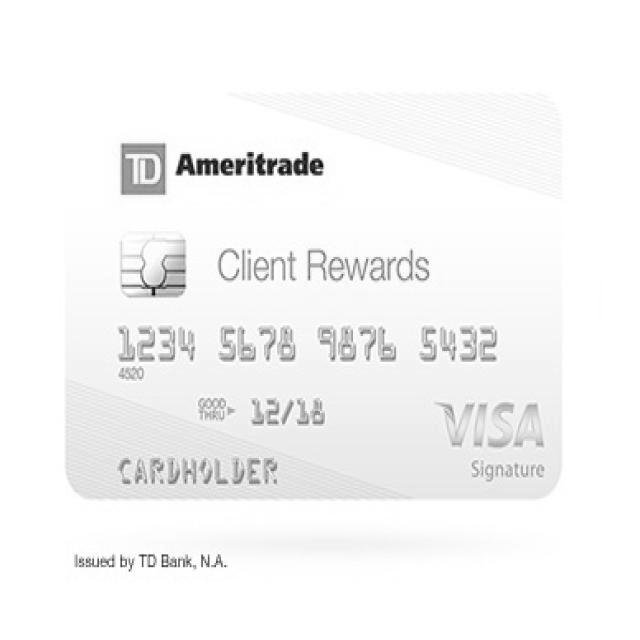 TD Ameritrade
Client Rewards
1234 5678 9876 5432
4520
GOOD THRU 12/18
VISA
CARDHOLDER
Signature
Issued by TD Bank, N.A.